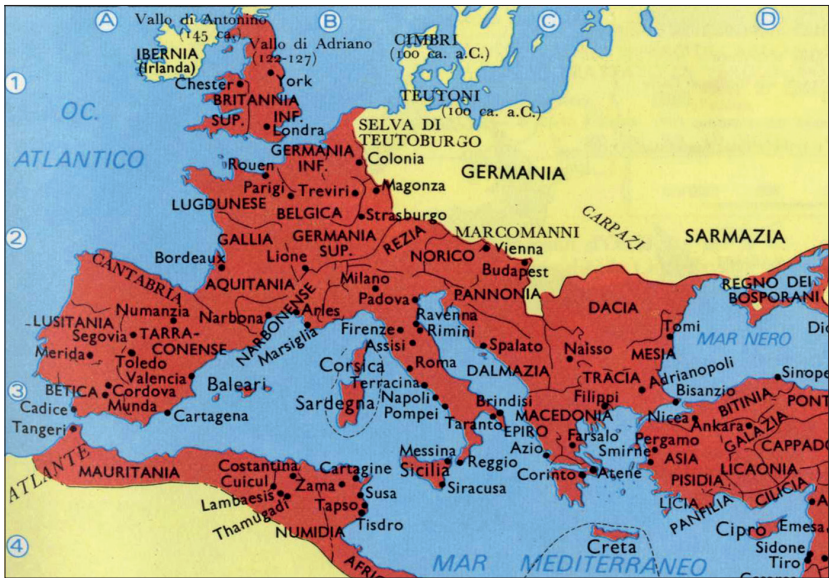 Vallo di Antonino
(145 ca.)
A
B
C
D
IBERNIA
(Irlanda)
Vallo di Adriano
(122-127)
CIMBRI
(100 ca. a.C.)
1
Chester
York
BRITANNIA
SUP.
INF.
Londra
TEUTONI
(100 ca. a.C.)
OC.
ATLANTICO
SELVA DI
TEUTOBURGO
GERMANIA
INF.
Colonia
GERMANIA
Rouen
Parigi
Treviri
Magonza
LUGDUNESE
BELGICA
Strasburgo
CARPAZI
SARMAZIA
2
GALLIA
GERMANIA
SUP.
REZIA
MARCOMANNI
Vienna
NORICO
Budapest
Bordeaux
Lione
CANTABRIA
AQUITANIA
Milano
Padova
PANNONIA
REGNO DEI
BOSPORANI
DACIA
Numanzia
Narbona
NARBONENSE
Arles
Marsiglia
Ravenna
Rimini
Firenze
Assisi
LUSITANIA
Segovia
TARRA-
CONENSE
Tomi
MAR NERO
Dio
Merida
Toledo
Spalato
Naisso
MESIA
Valencia
Corsica
Roma
DALMAZIA
TRACIA
Adrianopoli
Sinope
3
BETICA
Cordova
Munda
Baleari
Sardegna
Terracina
Napoli
Pompei
Brindisi
Taranto
Filippi
MACEDONIA
Bisanzio
BITINIA
PONT
Cadice
Cartagena
EPIRO
Nicea
Ankara
GALAZIA
Tangeri
Messina
Sicilia
Reggio
Siracusa
Azio
Farsalo
Smirne
Pergamo
ASIA
CAPPADO
ATLANTE
MAURITANIA
Costantina
Cuicul
Cartagine
Zama
Corinto
Atene
LICAONIA
PISIDIA
Lambaesis
Thamugadi
Susa
Tapso
Tisdro
LICIA
PANFILIA
CILICIA
A
NUMIDIA
Cipro
Emesa
4
AFRIC
MAR MEDITERRANEO
Creta
Sidone
Tiro